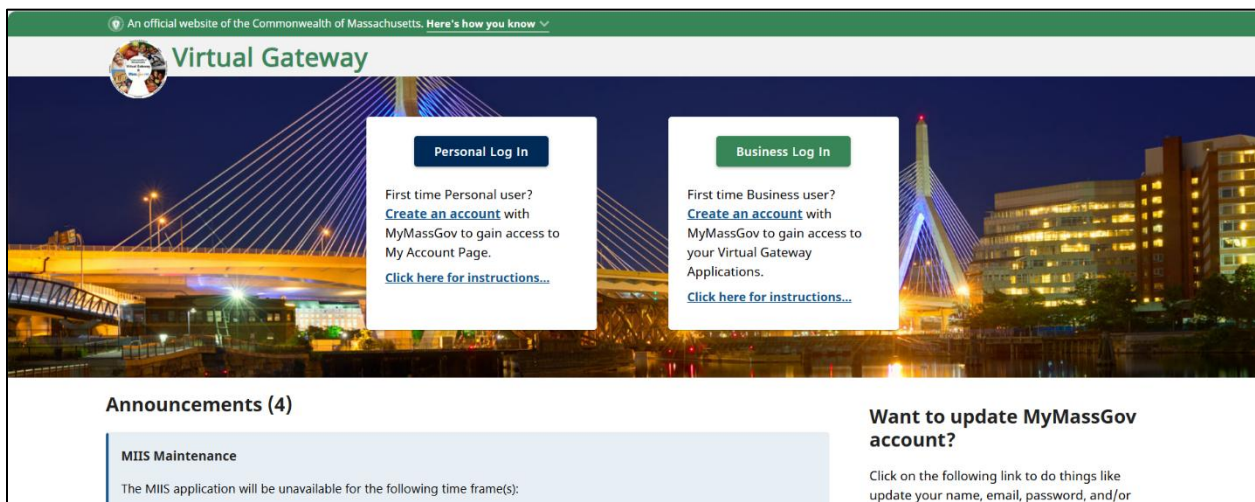 An official website of the Commonwealth of Massachusetts. Here's how you know
Virtual Gateway
Personal Log In
First time Personal user?
Create an account with
MyMassGov to gain access to
My Account Page.
Click here for instructions...
Business Log In
First time Business user?
Create an account with
MyMassGov to gain access to
your Virtual Gateway
Applications.
Click here for instructions...
Announcements (4)
MIIS Maintenance
The MIIS application will be unavailable for the following time frame(s):
Want to update MyMassGov
account?
Click on the following link to do things like
update your name, email, password, and/or